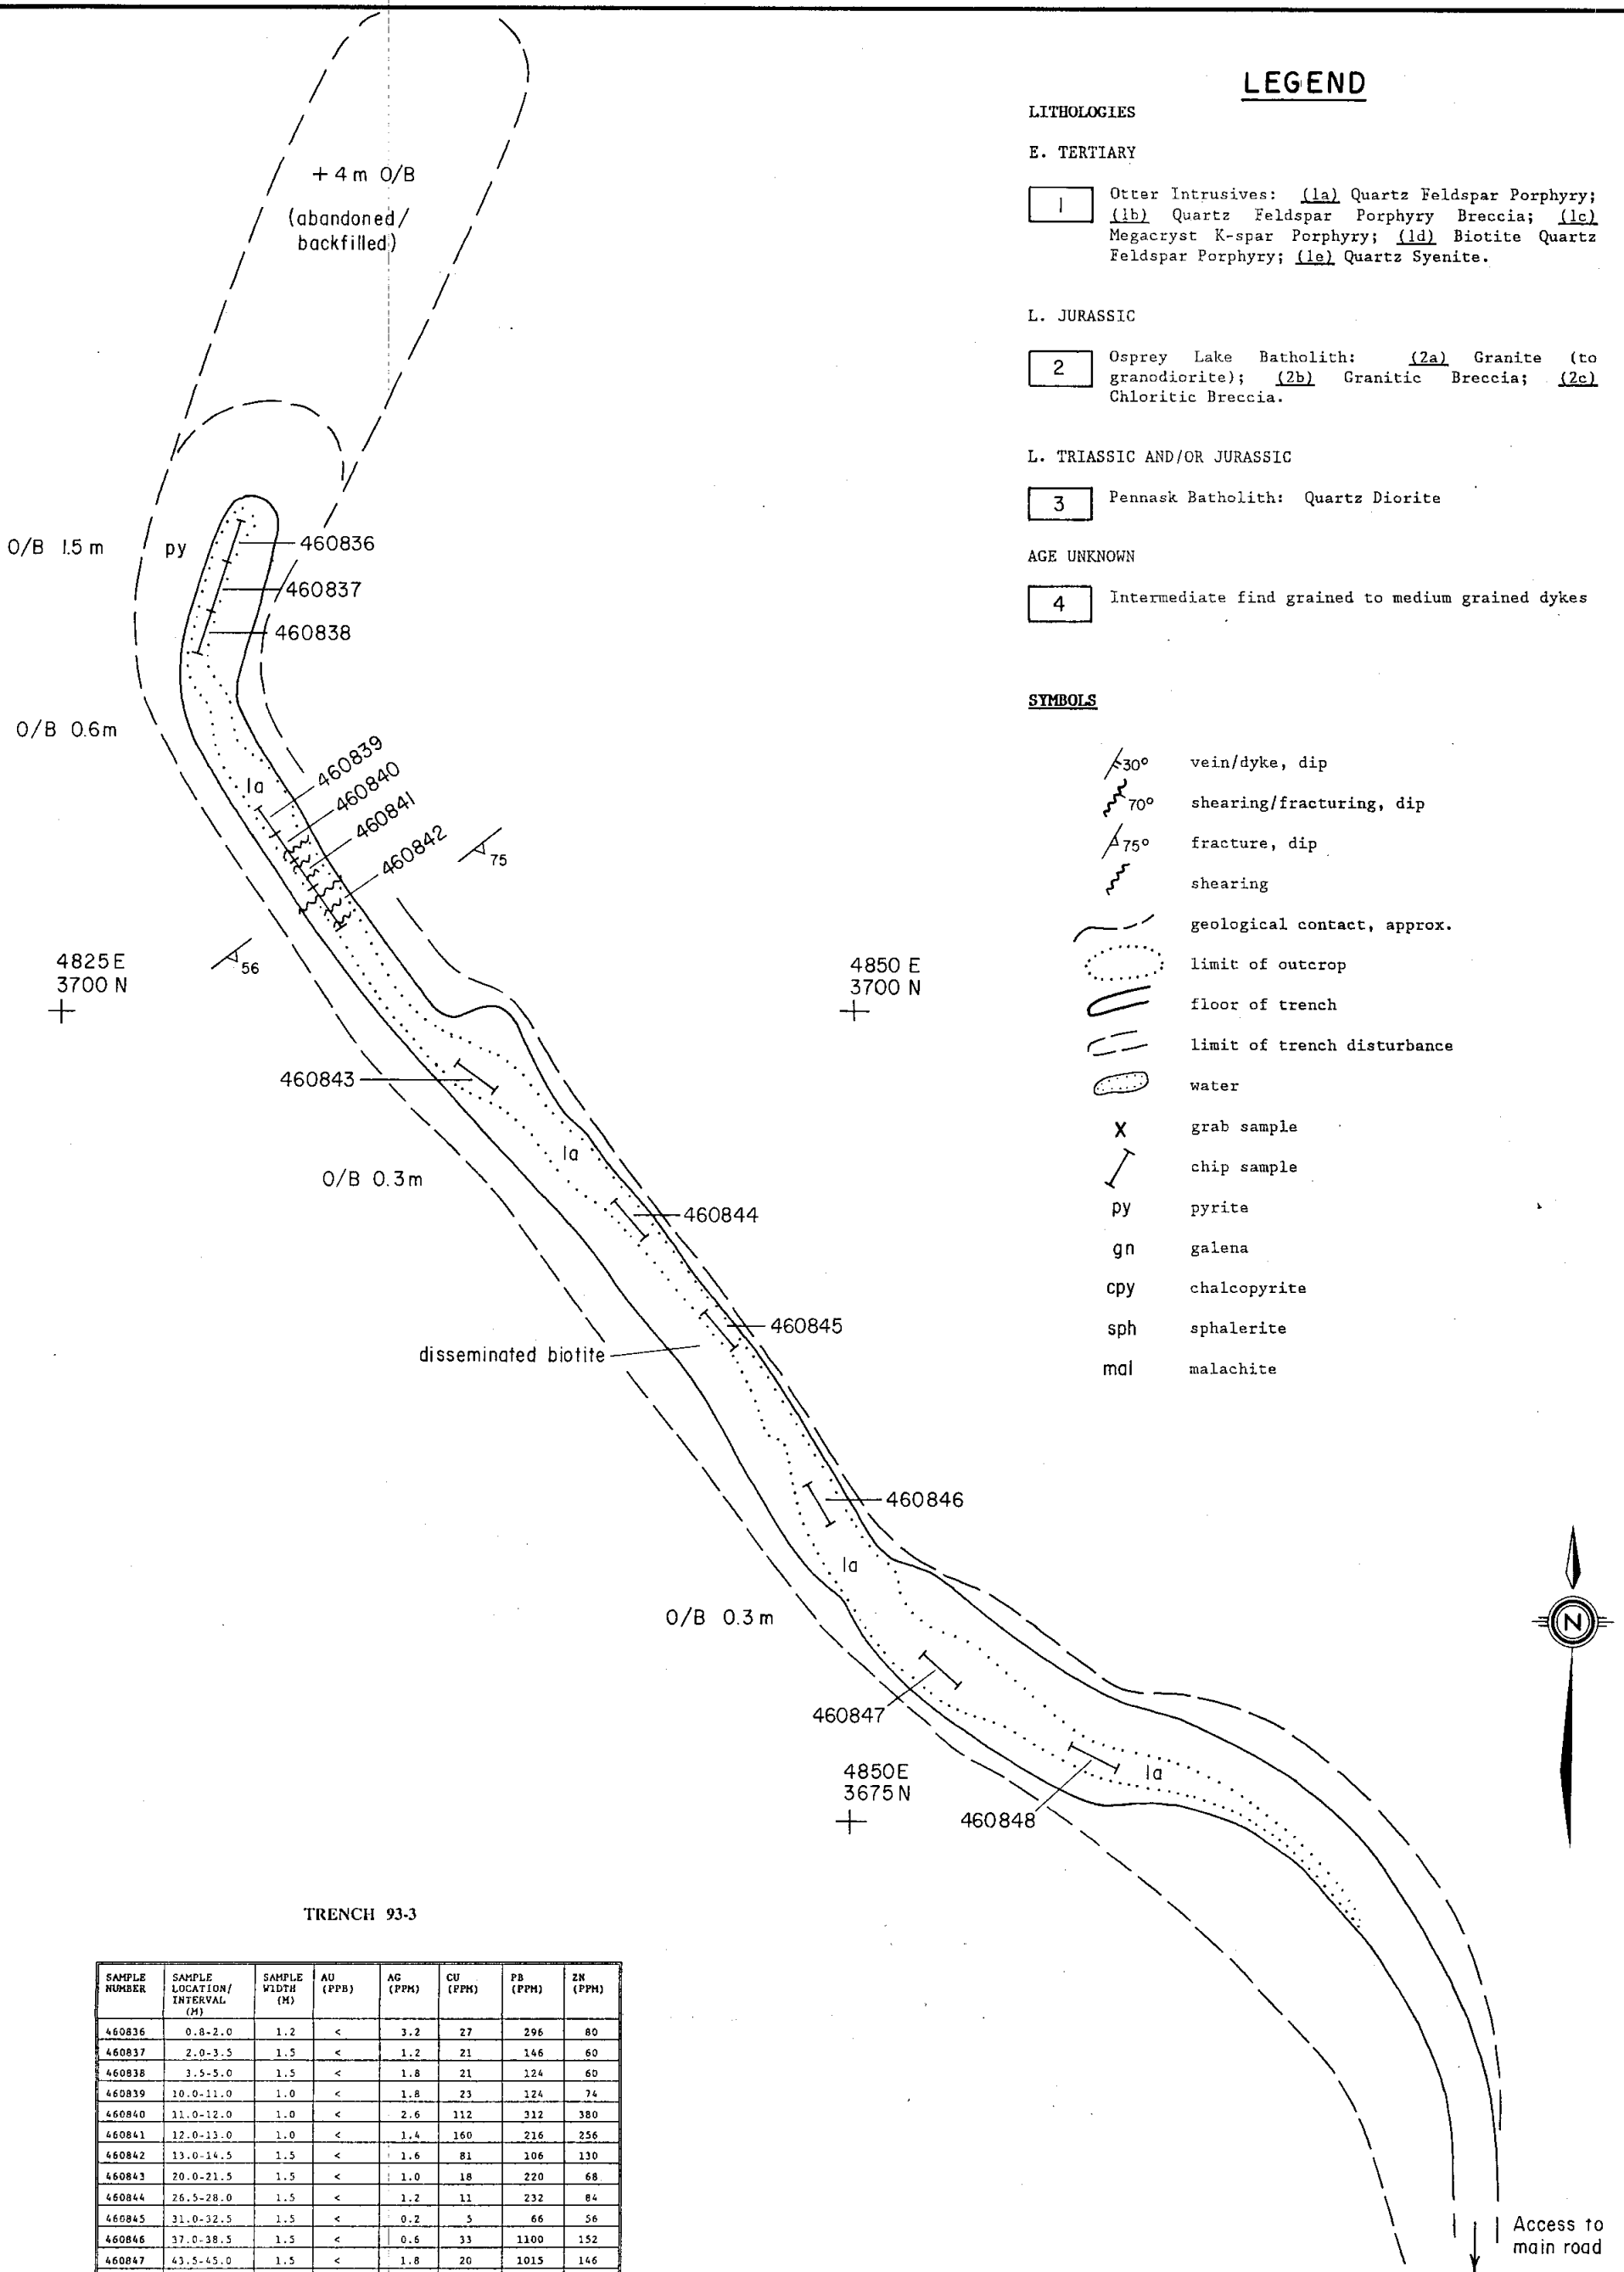 LEGEND
LITHOLOGIES
E. TERTIARY
1 Otter Intrusives: (1a) Quartz Feldspar Porphyry;
(1b) Quartz Feldspar Porphyry Breccia; (1c)
Megacryst K-spar Porphyry; (1d) Biotite Quartz
Feldspar Porphyry; (1e) Quartz Syenite.
L. JURASSIC
2 Osprey Lake Batholith: (2a) Granite (to
granodiorite); (2b) Granitic Breccia; (2c)
Chloritic Breccia.
L. TRIASSIC AND/OR JURASSIC
3 Pennask Batholith: Quartz Diorite
AGE UNKNOWN
4 Intermediate find grained to medium grained dykes
SYMBOLS
30° vein/dyke, dip
70° shearing/fracturing, dip
75° fracture, dip
shearing
geological contact, approx.
limit of outcrop
floor of trench
limit of trench disturbance
water
X grab sample
chip sample
py pyrite
gn galena
cpy chalcopyrite
sph sphalerite
mal malachite
+ 4 m O/B
(abandoned/
backfilled)
O/B 1.5 m
py
460836
460837
460838
O/B 0.6m
1a
460839
460840
460841
460842
75
56
4825 E
3700 N
4850 E
3700 N
460843
1a
O/B 0.3 m
460844
460845
disseminated biotite
460846
1a
O/B 0.3 m
460847
4850 E
3675 N
460848
1a
N
Access to
main road
TRENCH 93-3
SAMPLE NUMBER SAMPLE LOCATION/ INTERVAL (M) SAMPLE WIDTH (M) AU (PPB) AG (PPM) CU (PPM) PB (PPM) ZN (PPM)
460836 0.8-2.0 1.2 < 3.2 27 296 80
460837 2.0-3.5 1.5 < 1.2 21 146 60
460838 3.5-5.0 1.5 < 1.8 21 124 60
460839 10.0-11.0 1.0 < 1.8 23 124 74
460840 11.0-12.0 1.0 < 2.6 112 312 380
460841 12.0-13.0 1.0 < 1.4 160 216 256
460842 13.0-14.5 1.5 < 1.6 81 106 130
460843 20.0-21.5 1.5 < 1.0 18 220 68
460844 26.5-28.0 1.5 < 1.2 11 232 84
460845 31.0-32.5 1.5 < 0.2 5 66 56
460846 37.0-38.5 1.5 < 0.6 33 1100 152
460847 43.5-45.0 1.5 < 1.8 20 1015 146